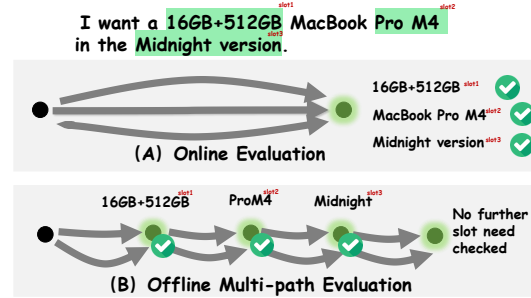 I want a 16GB+512GB slot1 MacBook Pro M4 slot2
in the Midnight version slot3.
16GB+512GB slot1
MacBook Pro M4 slot2
Midnight version slot3
(A) Online Evaluation
16GB+512GB slot1 ProM4 slot2 Midnight slot3
No further
slot need
checked
(B) Offline Multi-path Evaluation